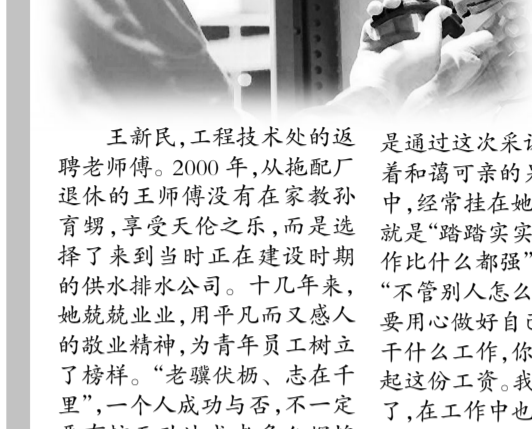 王新民，工程技术处的返
聘老师傅。2000 年，从拖配厂
退休的王师傅没有在家教孙
育甥，享受天伦之乐，而是选
择了来到当时正在建设时期
的供水排水公司。十几年来，
她兢兢业业，用平凡而又感人
的敬业精神，为青年员工树立
了榜样。“老骥伏枥、志在千
里”，一个人成功与否，不一定
是通过这次采
着和蔼可亲的
中，经常挂在她
就是“踏踏实实
作比什么都强”
“不管别人怎么
要用心做好自己
干什么工作，你
起这份工资。我
了，在工作中也